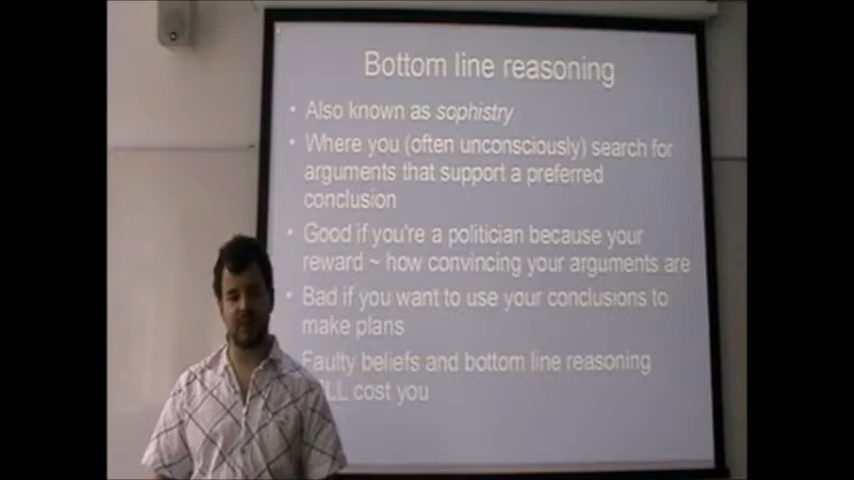 Bottom line reasoning
• Also known as sophistry
• Where you (often unconsciously) search for
arguments that support a preferred
conclusion
• Good if you're a politician because your
reward ~ how convincing your arguments are
• Bad if you want to use your conclusions to
make plans
Faulty beliefs and bottom line reasoning
LL cost you